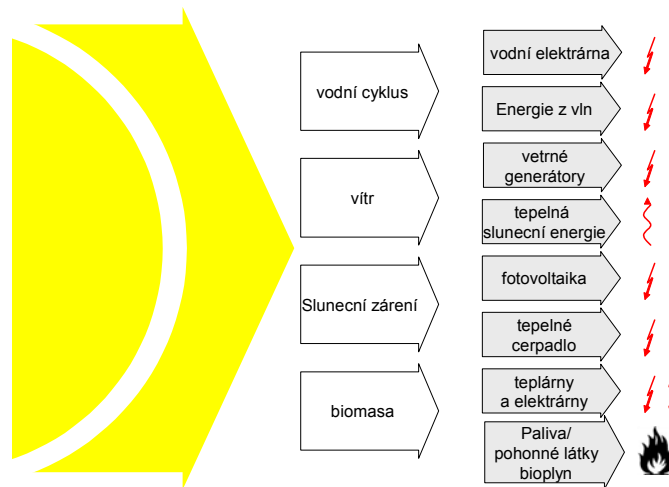 vodní cyklus
vítr
Slunecní zárení
biomasa
vodní elektrárna
Energie z vln
vetrné
generátory
tepelná
slunecní energie
fotovoltaika
tepelné
cerpadlo
teplárny
a elektrárny
Paliva/
pohonné látky
bioplyn